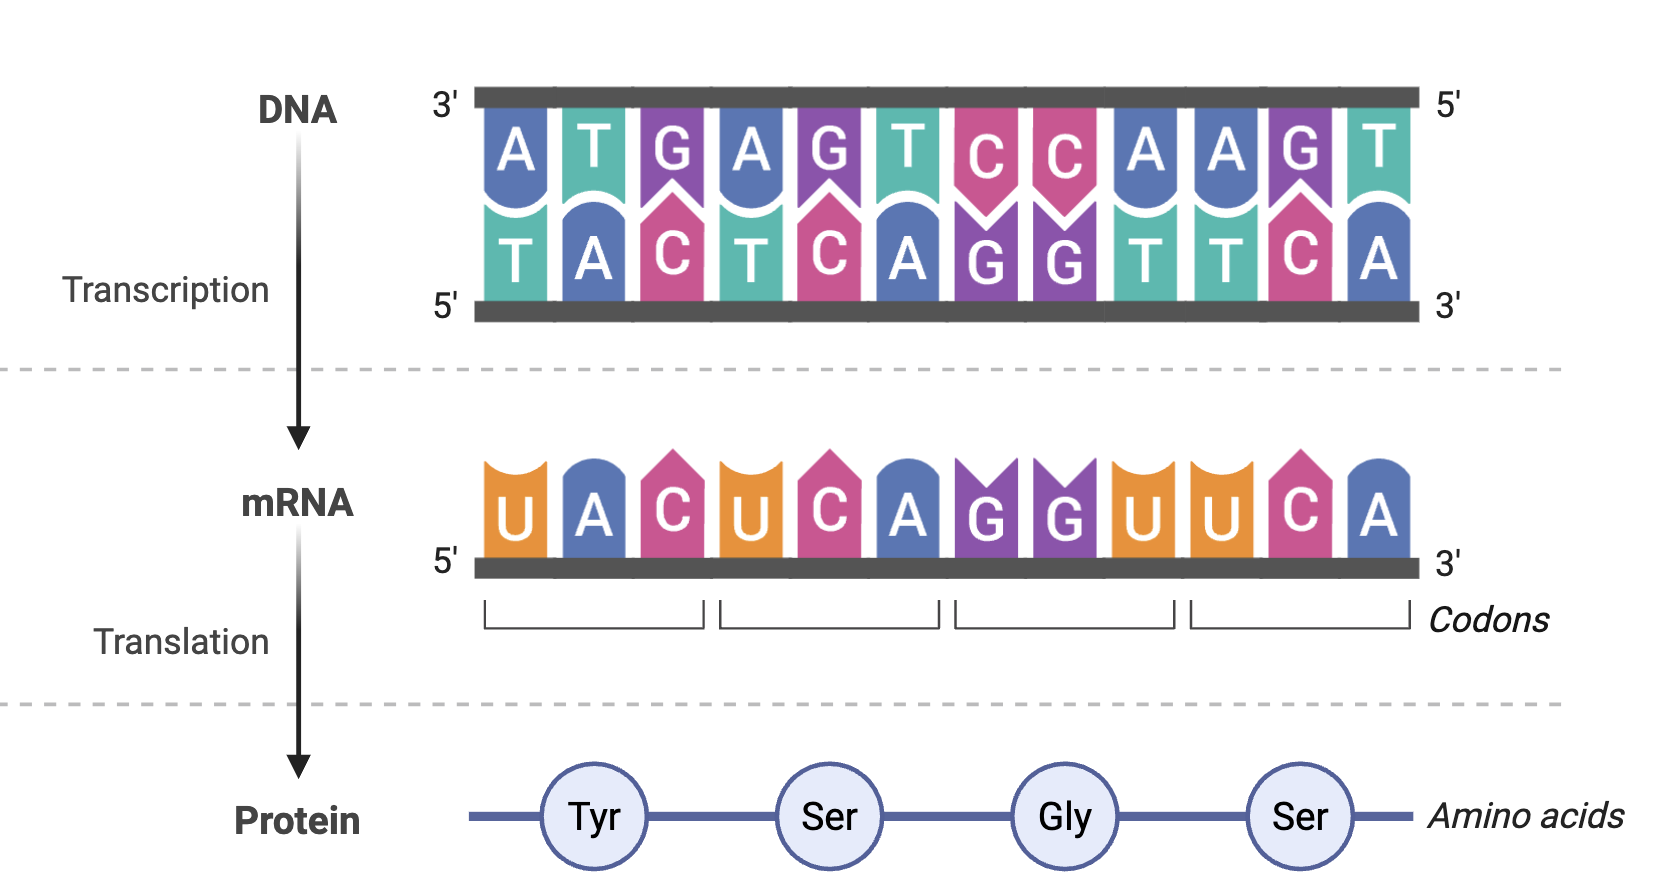 DNA
3' A T G A G T C C A A G T 5'
T A C T C A G G T T C A
Transcription
5' 3'
mRNA
U A C U C A G G U U C A
5' 3'
Codons
Translation
Protein
Tyr Ser Gly Ser Amino acids